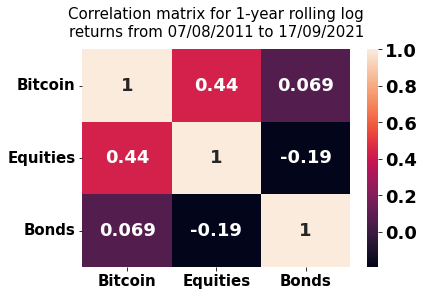 Correlation matrix for 1-year rolling log
returns from 07/08/2011 to 17/09/2021
Bitcoin 1 0.44 0.069
Equities 0.44 1 -0.19
Bonds 0.069 -0.19 1
Bitcoin Equities Bonds
1.0
0.8
0.6
0.4
0.2
0.0